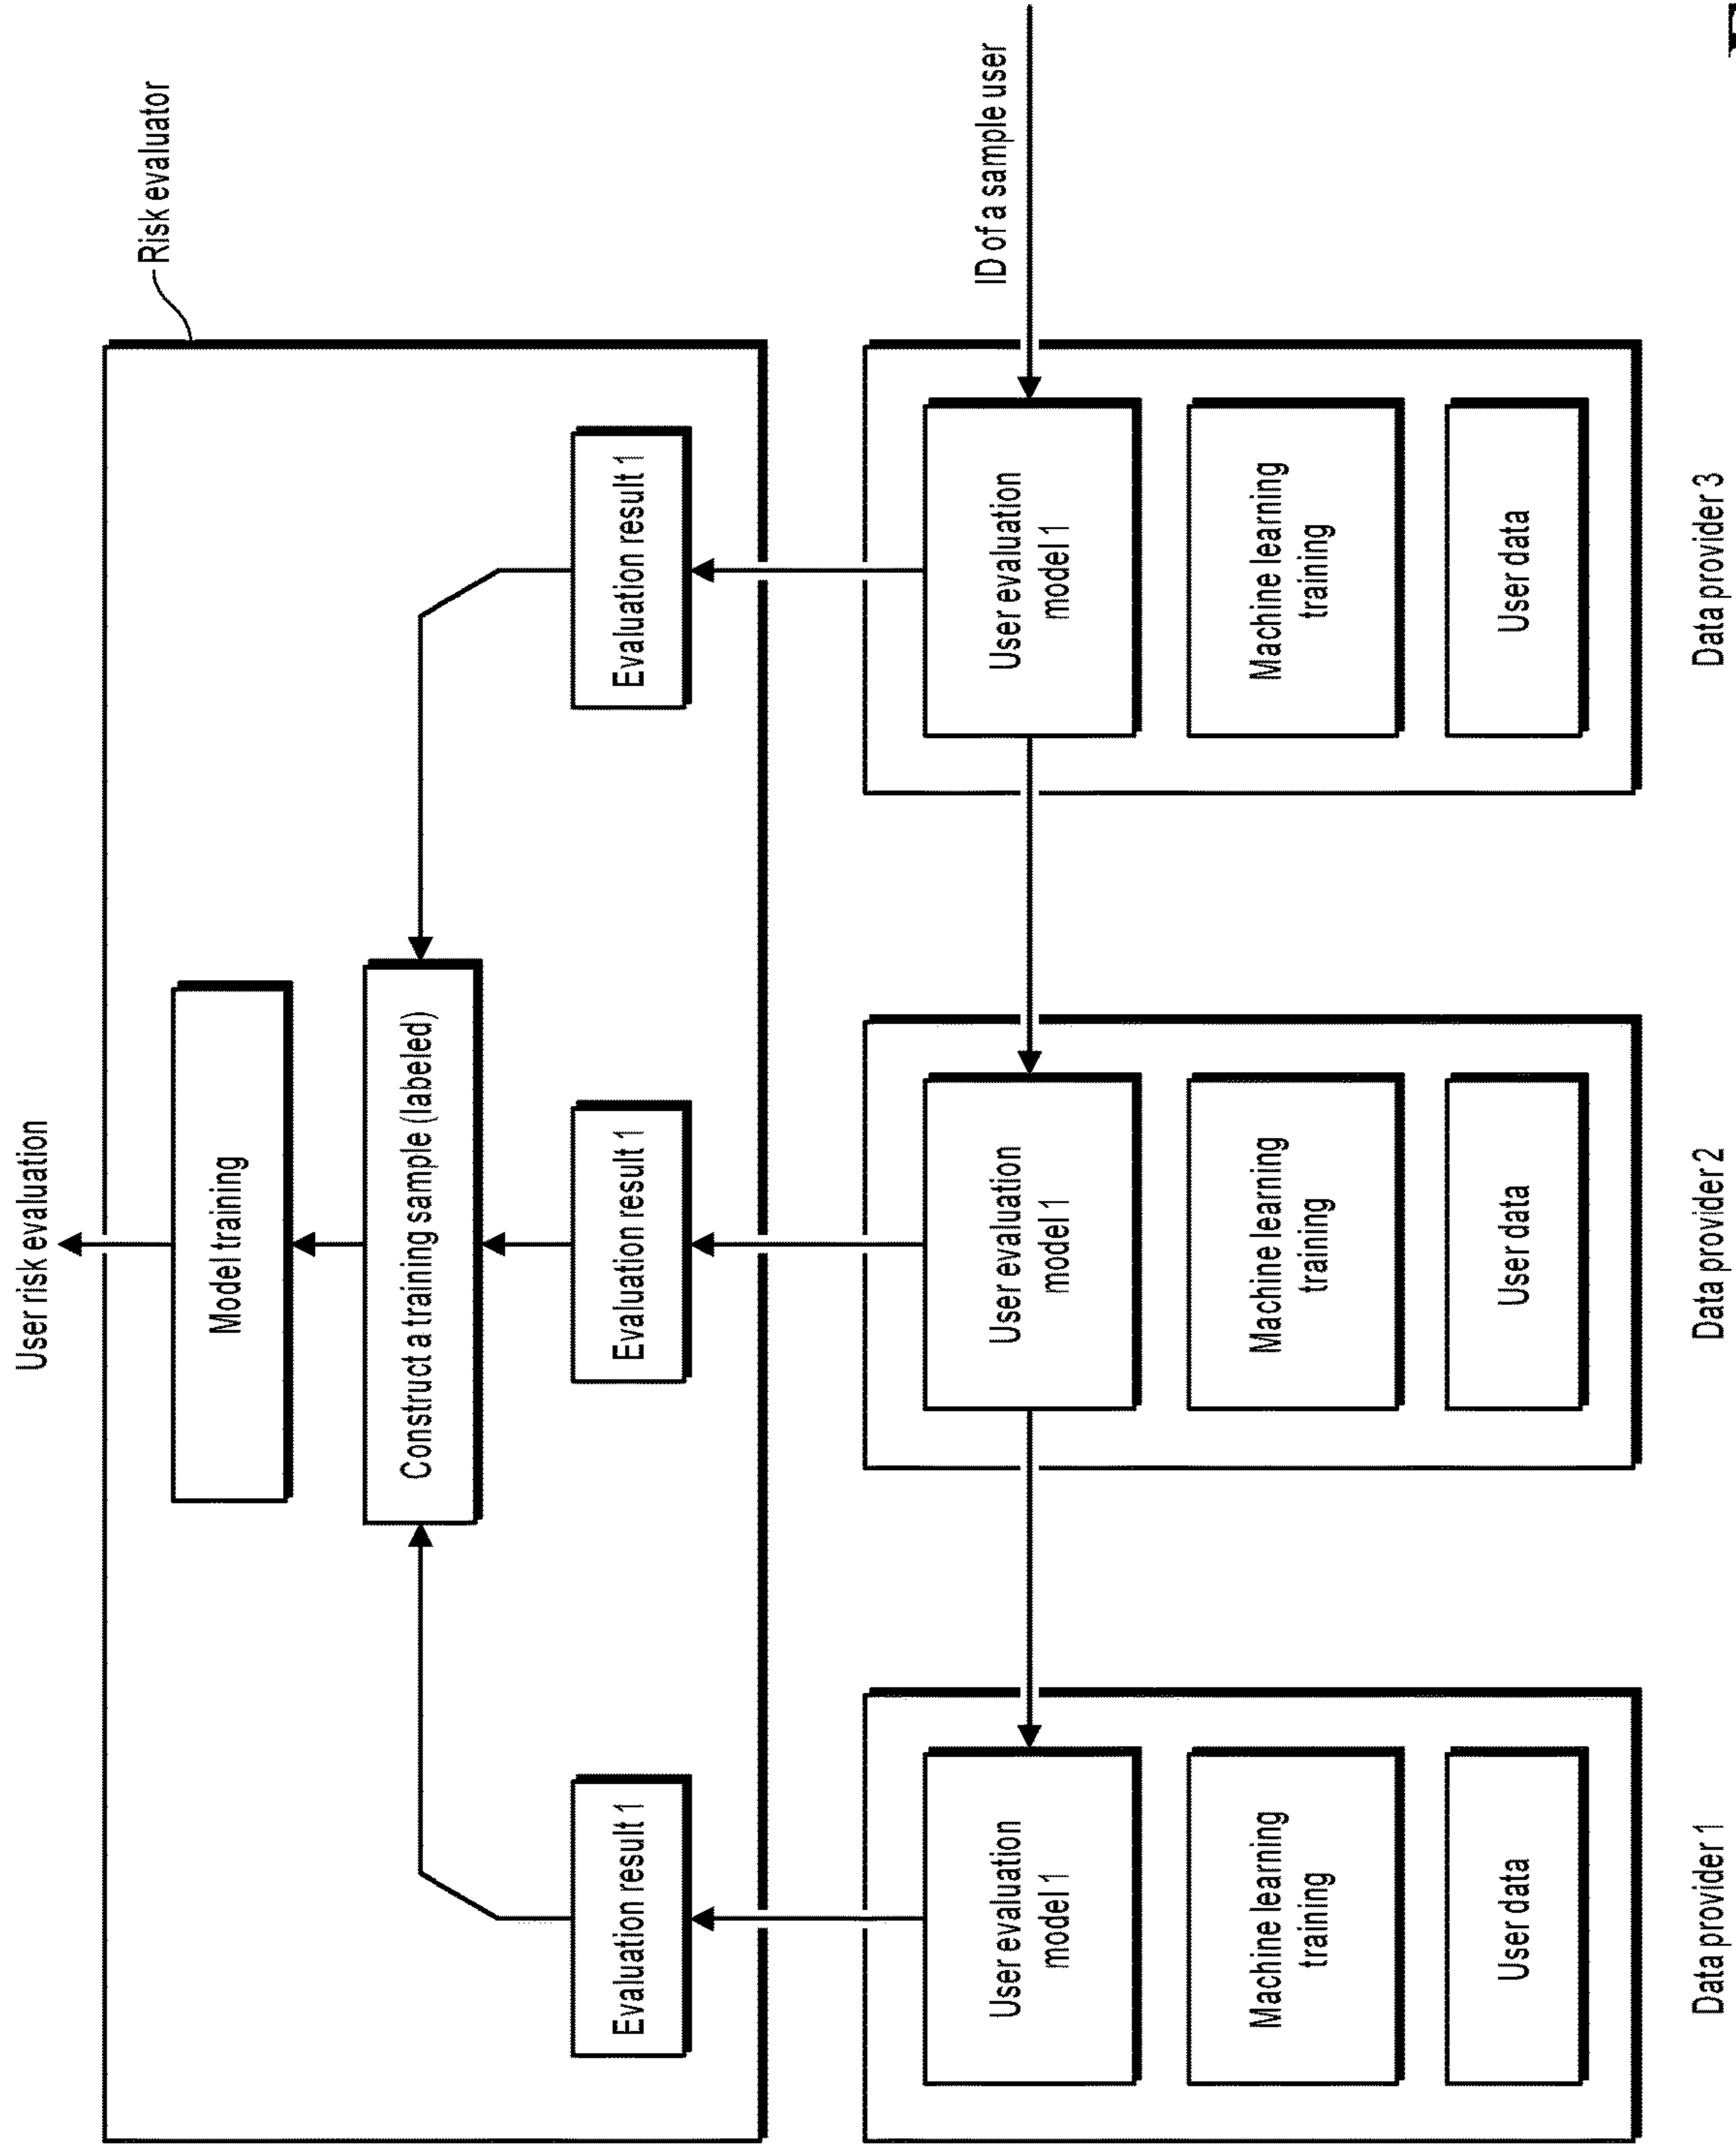 User risk evaluation
Risk evaluator
Model training
Construct a training sample (labeled)
Evaluation result 1
Evaluation result 1
Evaluation result 1
ID of a sample user
User evaluation
model 1
User evaluation
model 1
User evaluation
model 1
Machine learning
training
Machine learning
training
Machine learning
training
User data
User data
User data
Data provider 1
Data provider 2
Data provider 3